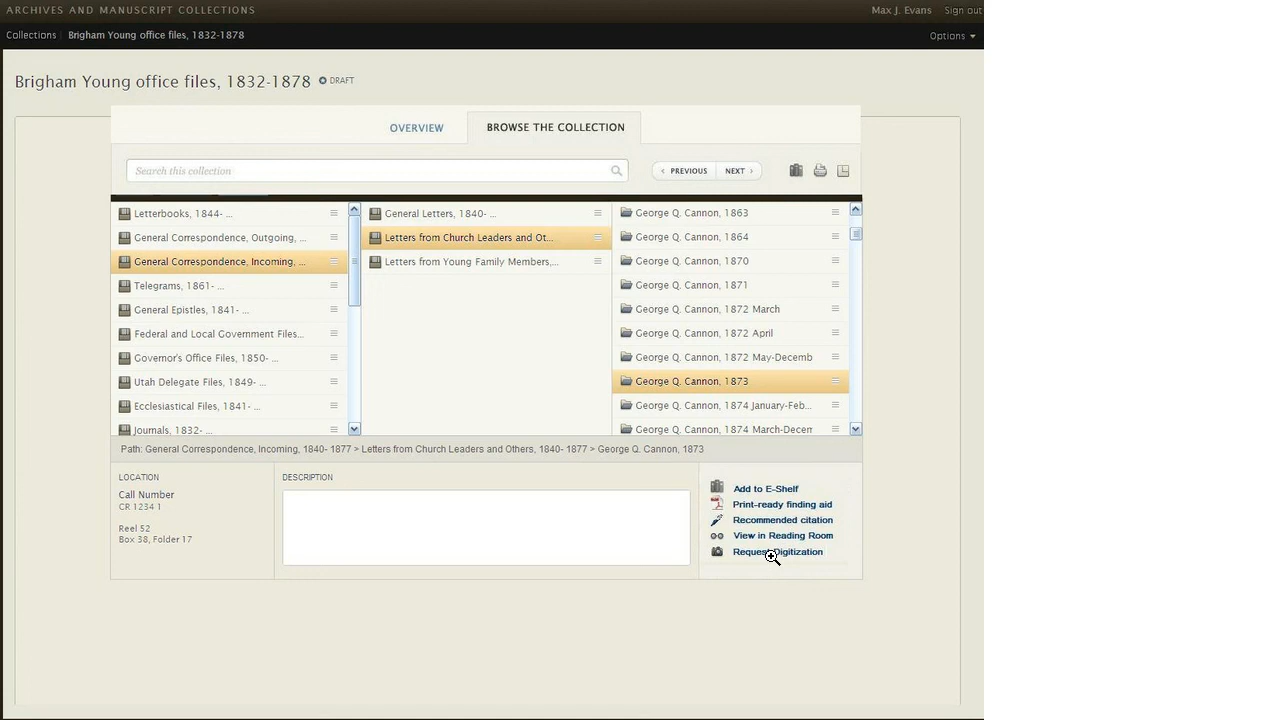 ARCHIVES AND MANUSCRIPT COLLECTIONS
Max J. Evans Sign out
Collections Brigham Young office files, 1832-1878
Options
Brigham Young office files, 1832-1878 DRAFT
OVERVIEW
BROWSE THE COLLECTION
Search this collection
PREVIOUS NEXT
Letterbooks, 1844- ...
General Correspondence, Outgoing, ...
General Correspondence, Incoming, ...
Telegrams, 1861- ...
General Epistles, 1841- ...
Federal and Local Government Files...
Governor's Office Files, 1850- ...
Utah Delegate Files, 1849- ...
Ecclesiastical Files, 1841- ...
Journals, 1832- ...
General Letters, 1840- ...
Letters from Church Leaders and Ot...
Letters from Young Family Members,...
George Q. Cannon, 1863
George Q. Cannon, 1864
George Q. Cannon, 1870
George Q. Cannon, 1871
George Q. Cannon, 1872 March
George Q. Cannon, 1872 April
George Q. Cannon, 1872 May-Decemb
George Q. Cannon, 1873
George Q. Cannon, 1874 January-Feb...
George Q. Cannon, 1874 March-Decem
Path: General Correspondence, Incoming, 1840- 1877 > Letters from Church Leaders and Others, 1840- 1877 > George Q. Cannon, 1873
LOCATION
Call Number
CR 1234 1
Reel 52
Box 38, Folder 17
DESCRIPTION
Add to E-Shelf
Print-ready finding aid
Recommended citation
View in Reading Room
Request Digitization